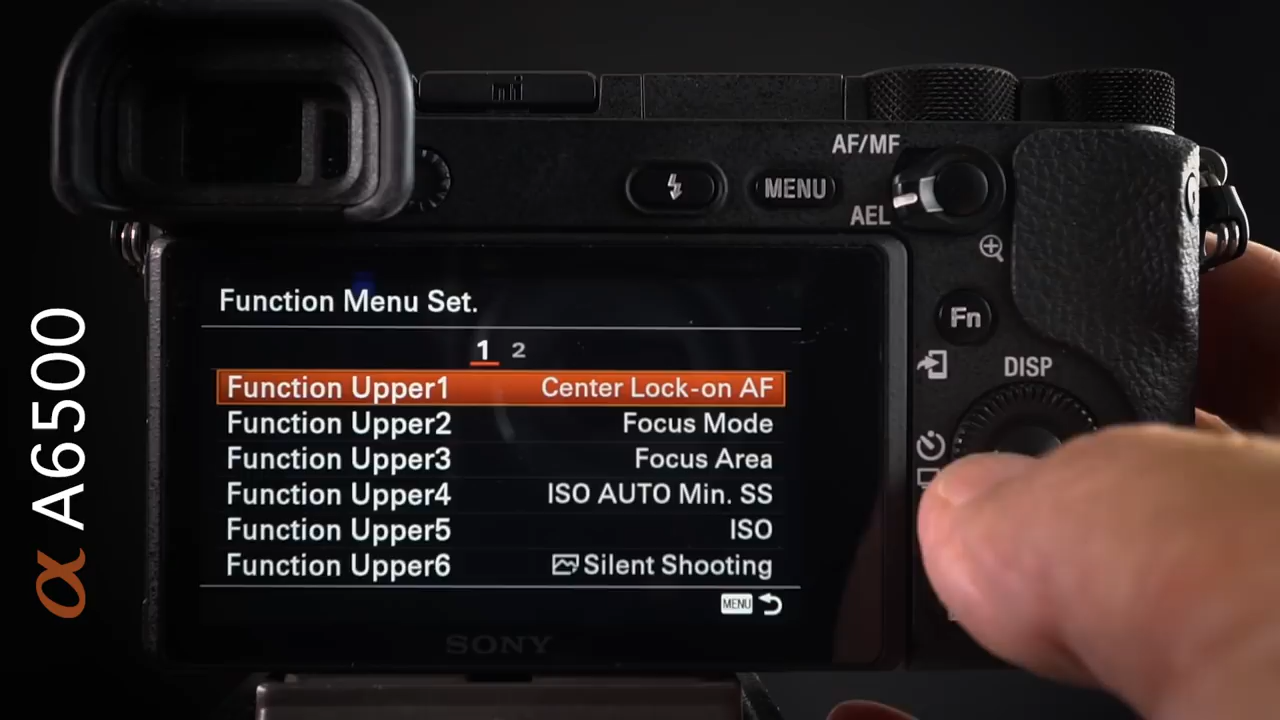 AF/MF
MENU
AEL
Fn
DISP
Function Menu Set.
1 2
Function Upper1 Center Lock-on AF
Function Upper2 Focus Mode
Function Upper3 Focus Area
Function Upper4 ISO AUTO Min. SS
Function Upper5 ISO
Function Upper6 Silent Shooting
MENU
SONY
α A6500